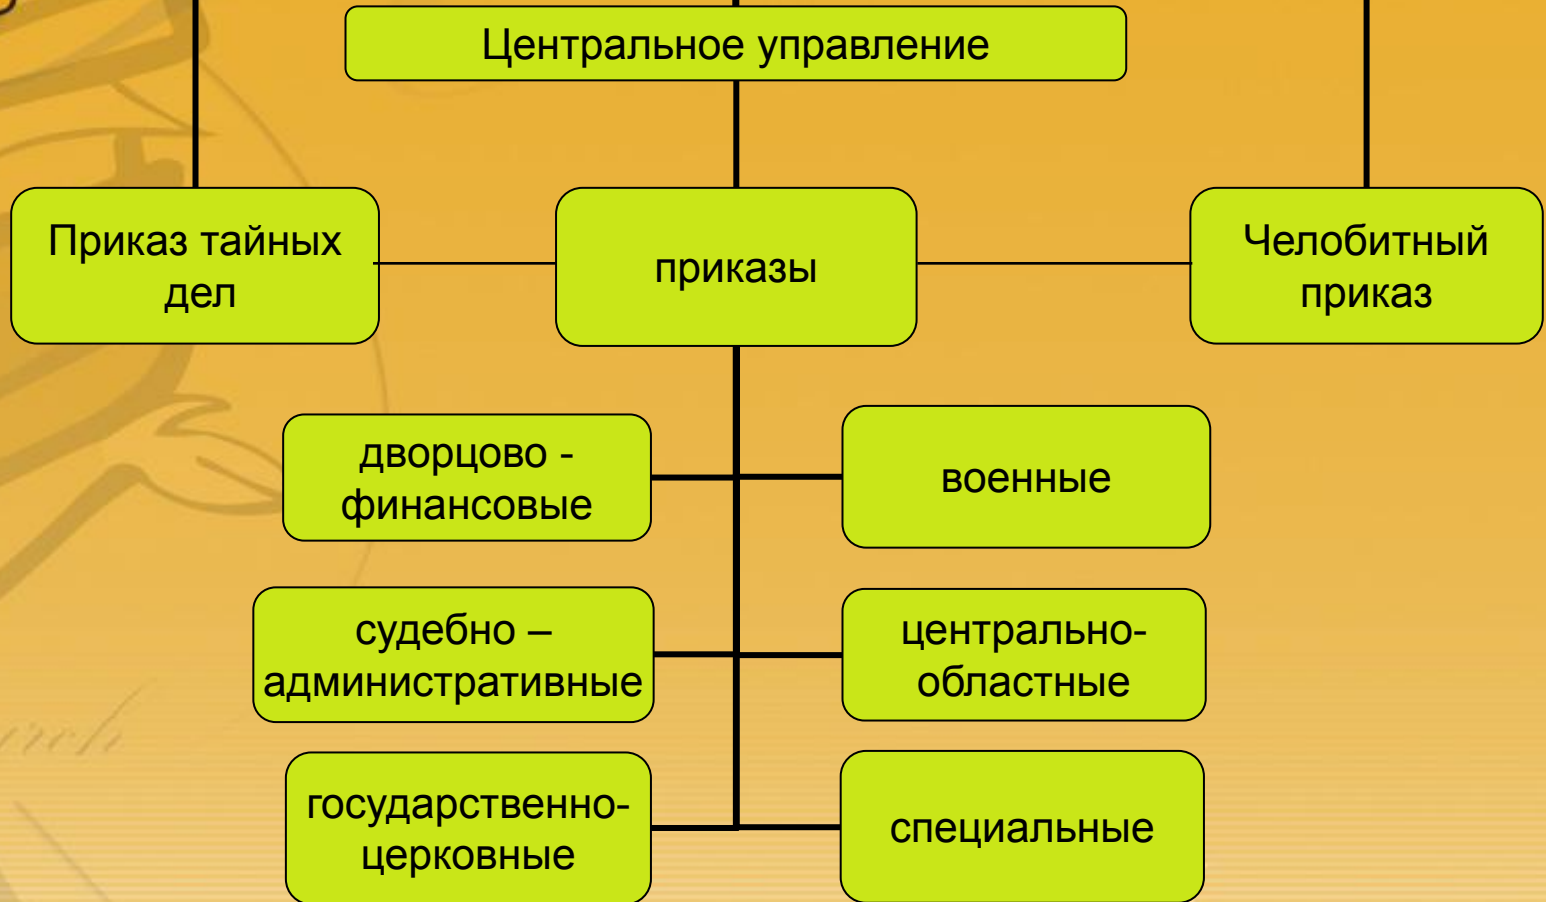 Центральное управление
Приказ тайных
дел
приказы
Челобитный
приказ
дворцово -
финансовые
военные
судебно –
административные
центрально-
областные
государственно-
церковные
специальные